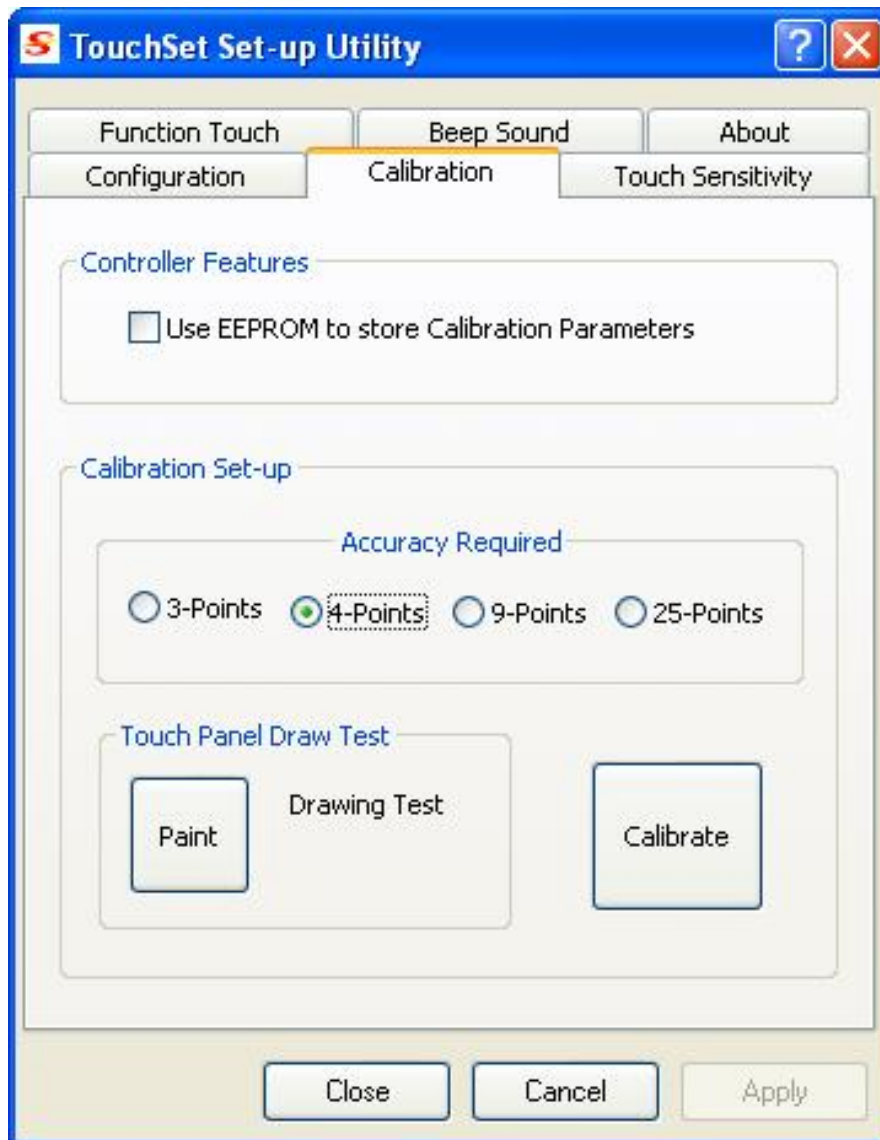 TouchSet Set-up Utility
Function Touch Beep Sound About
Configuration Calibration Touch Sensitivity
Controller Features
Use EEPROM to store Calibration Parameters
Calibration Set-up
Accuracy Required
3-Points 4-Points 9-Points 25-Points
Touch Panel Draw Test
Paint Drawing Test Calibrate
Close Cancel Apply